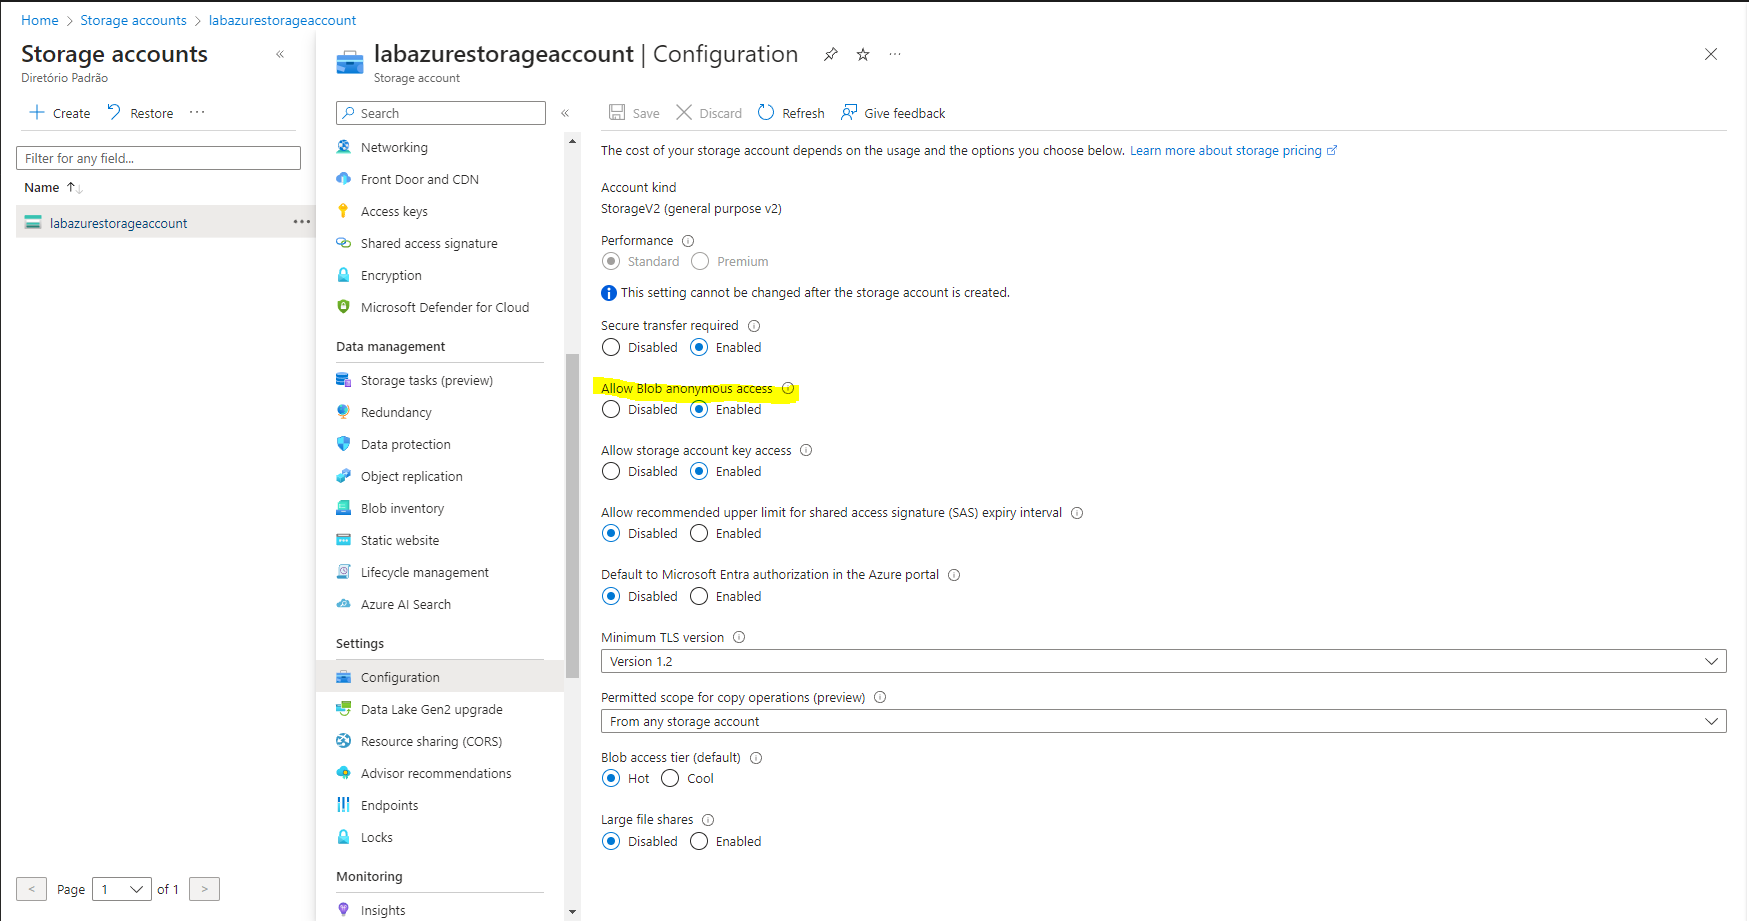 Home > Storage accounts > labazurestorageaccount
Storage accounts
Diretório Padrão
Create Restore
Filter for any field...
Name
labazurestorageaccount
< Page 1 of 1 >
labazurestorageaccount | Configuration
Storage account
Search
Networking
Front Door and CDN
Access keys
Shared access signature
Encryption
Microsoft Defender for Cloud
Data management
Storage tasks (preview)
Redundancy
Data protection
Object replication
Blob inventory
Static website
Lifecycle management
Azure AI Search
Settings
Configuration
Data Lake Gen2 upgrade
Resource sharing (CORS)
Advisor recommendations
Endpoints
Locks
Monitoring
Insights
Save Discard Refresh Give feedback
The cost of your storage account depends on the usage and the options you choose below. Learn more about storage pricing
Account kind
StorageV2 (general purpose v2)
Performance
Standard Premium
This setting cannot be changed after the storage account is created.
Secure transfer required
Disabled Enabled
Allow Blob anonymous access
Disabled Enabled
Allow storage account key access
Disabled Enabled
Allow recommended upper limit for shared access signature (SAS) expiry interval
Disabled Enabled
Default to Microsoft Entra authorization in the Azure portal
Disabled Enabled
Minimum TLS version
Version 1.2
Permitted scope for copy operations (preview)
From any storage account
Blob access tier (default)
Hot Cool
Large file shares
Disabled Enabled